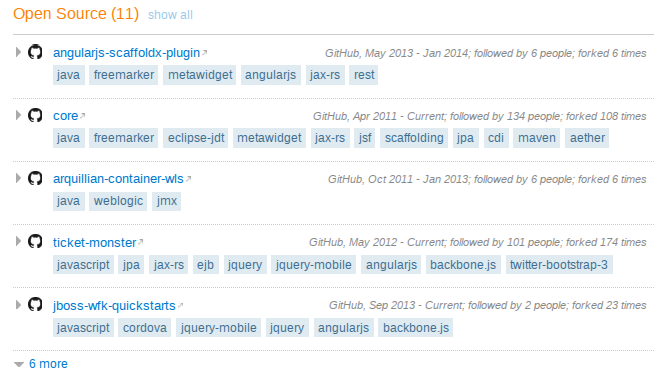 Open Source (11) show all
angularjs-scaffoldx-plugin GitHub, May 2013 - Jan 2014; followed by 6 people; forked 6 times
java freemarker metawidget angularjs jax-rs rest
core GitHub, Apr 2011 - Current; followed by 134 people; forked 108 times
java freemarker eclipse-jdt metawidget jax-rs jsf scaffolding jpa cdi maven aether
arquillian-container-wls GitHub, Oct 2011 - Jan 2013; followed by 6 people; forked 6 times
java weblogic jmx
ticket-monster GitHub, May 2012 - Current; followed by 101 people; forked 174 times
javascript jpa jax-rs ejb jquery jquery-mobile angularjs backbone.js twitter-bootstrap-3
jboss-wfk-quickstarts GitHub, Sep 2013 - Current; followed by 2 people; forked 23 times
javascript cordova jquery-mobile jquery angularjs backbone.js
6 more